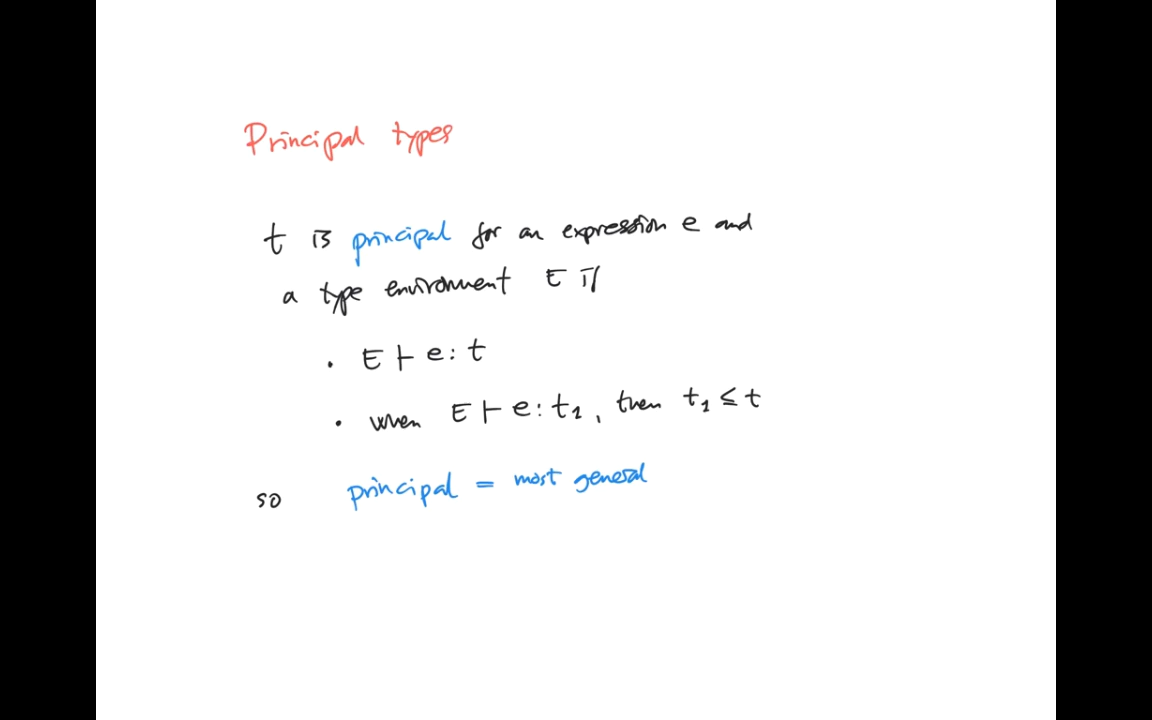 Principal types
t is principal for an expression e and
a type environment E if
. E ⊢ e : t
. when E ⊢ e : t₁, then t₁ ≤ t
so principal = most general